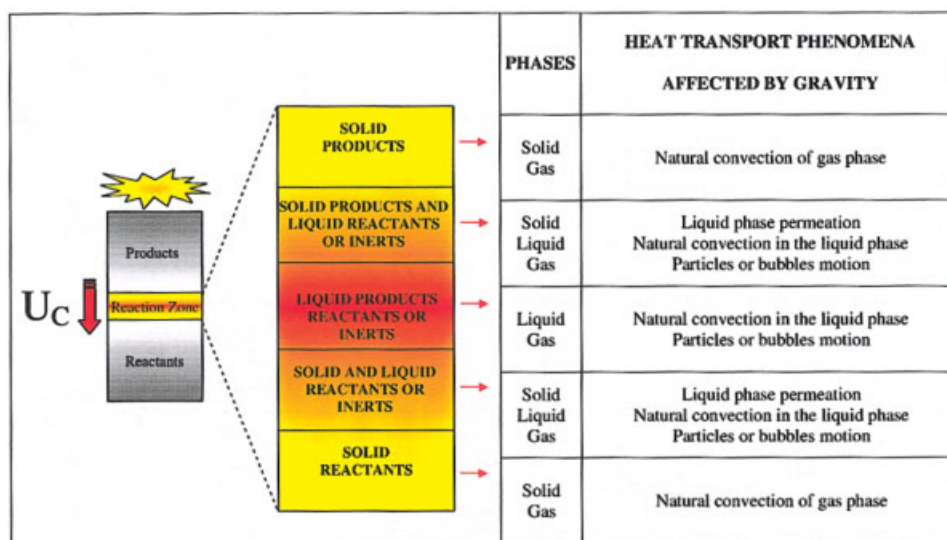 PHASES
HEAT TRANSPORT PHENOMENA
AFFECTED BY GRAVITY
U_C
Products
Reaction Zone
Reactants
SOLID
PRODUCTS
Solid
Gas
Natural convection of gas phase
SOLID PRODUCTS AND
LIQUID REACTANTS
OR INERTS
Solid
Liquid
Gas
Liquid phase permeation
Natural convection in the liquid phase
Particles or bubbles motion
LIQUID PRODUCTS
REACTANTS OR
INERTS
Liquid
Gas
Natural convection in the liquid phase
Particles or bubbles motion
SOLID AND LIQUID
REACTANTS OR
INERTS
Solid
Liquid
Gas
Liquid phase permeation
Natural convection in the liquid phase
Particles or bubbles motion
SOLID
REACTANTS
Solid
Gas
Natural convection of gas phase